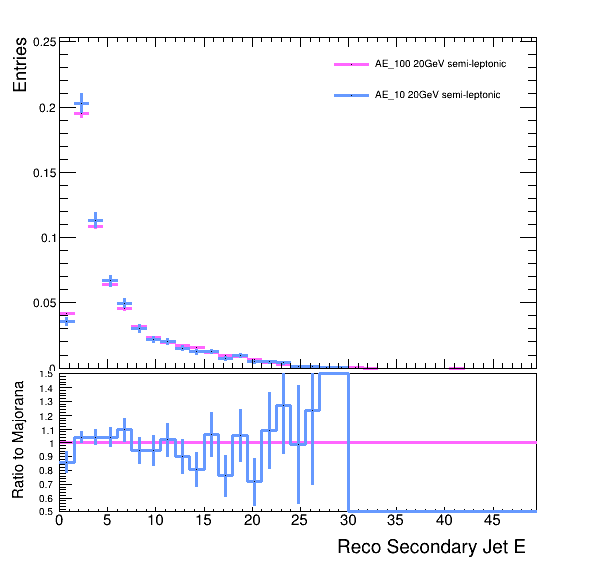 Entries
0.25
0.2
0.15
0.1
0.05
0
AE_100 20GeV semi-leptonic
AE_10 20GeV semi-leptonic
Ratio to Majorana
1.5
1.4
1.3
1.2
1.1
1
0.9
0.8
0.7
0.6
0.5
0 5 10 15 20 25 30 35 40 45
Reco Secondary Jet E